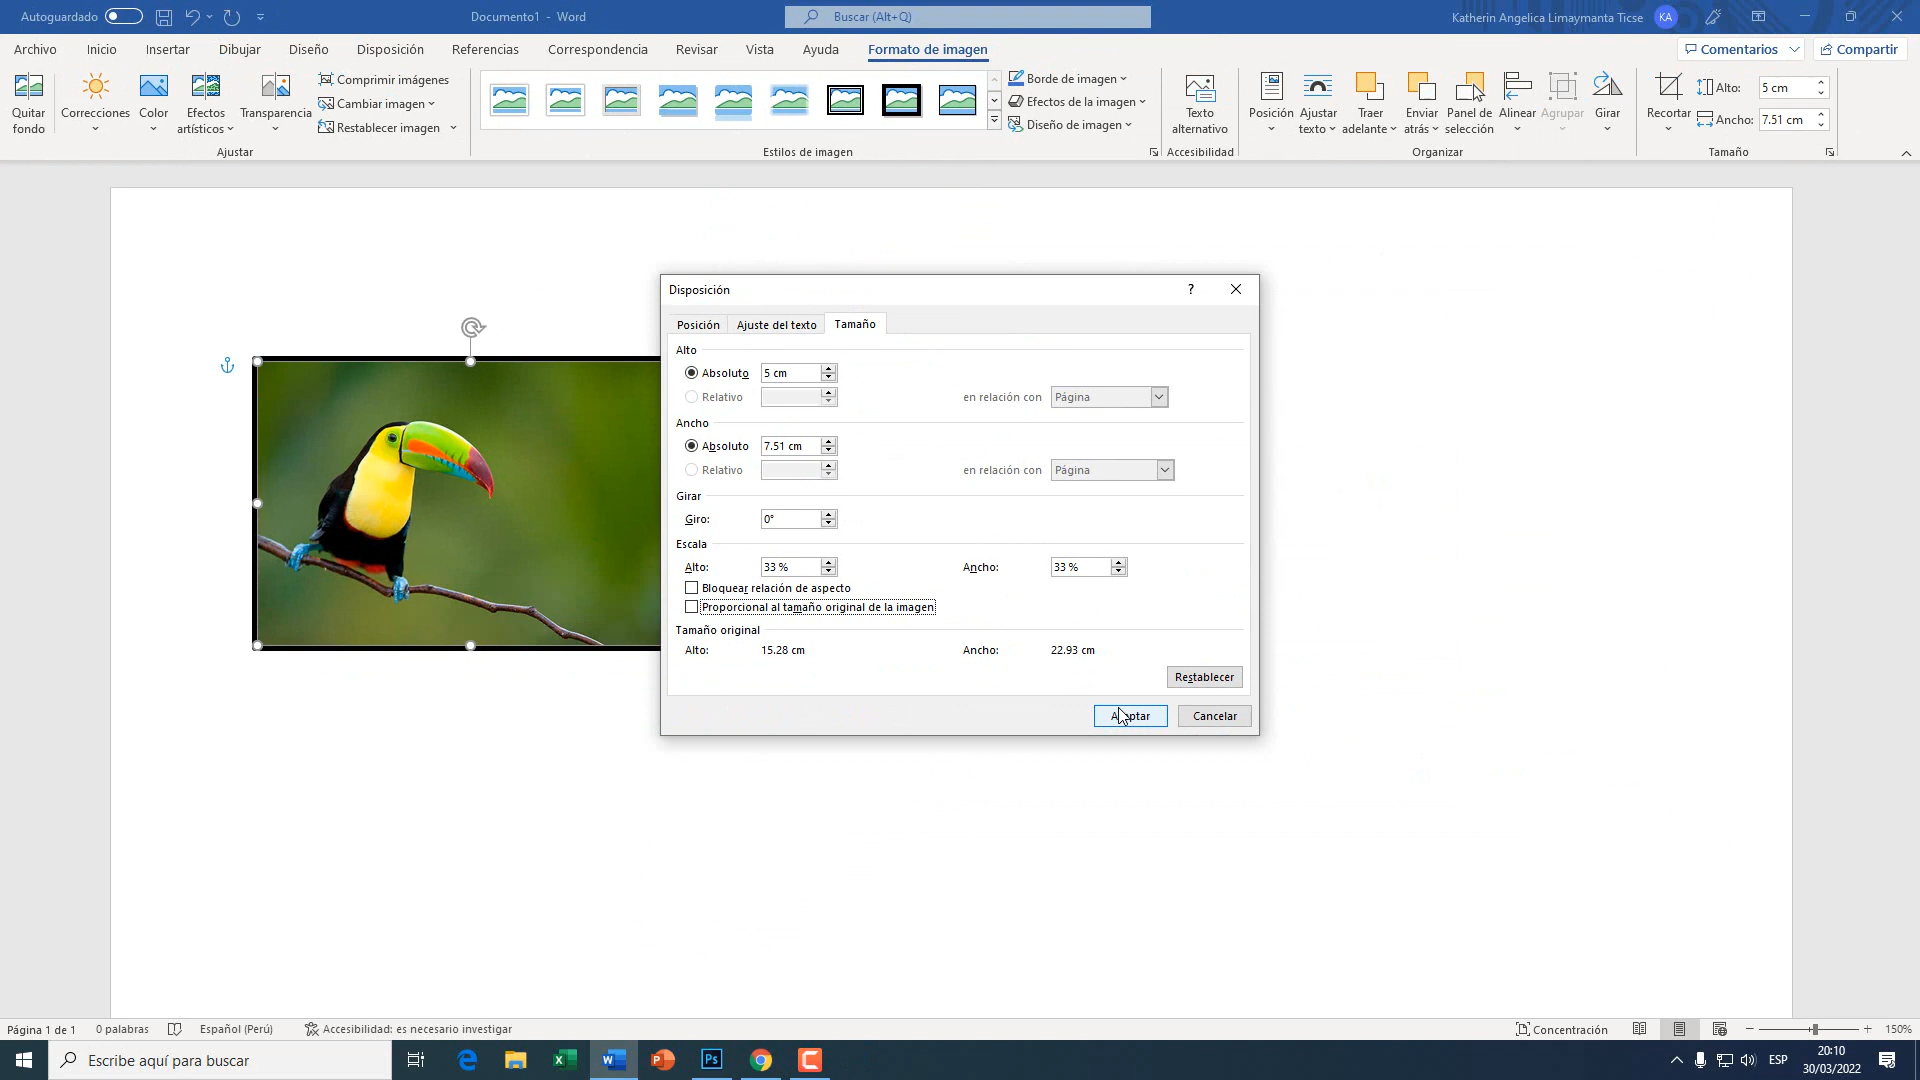 Autoguardado
Documento1 - Word
Buscar (Alt+Q)
Katherin Angelica Limaymanta Ticse
KA
Archivo
Inicio
Insertar
Dibujar
Diseño
Disposición
Referencias
Correspondencia
Revisar
Vista
Ayuda
Formato de imagen
Comentarios
Compartir
Quitar fondo
Correcciones
Color
Efectos artísticos
Transparencia
Comprimir imágenes
Cambiar imagen
Restablecer imagen
Ajustar
Estilos de imagen
Borde de imagen
Efectos de la imagen
Diseño de imagen
Texto alternativo
Accesibilidad
Posición
Ajustar texto
Traer adelante
Enviar atrás
Panel de selección
Alinear
Agrupar
Girar
Organizar
Recortar
Alto: 5 cm
Ancho: 7.51 cm
Tamaño
Disposición
?
Posición
Ajuste del texto
Tamaño
Alto
Absoluto 5 cm
Relativo en relación con Página
Ancho
Absoluto 7.51 cm
Relativo en relación con Página
Girar
Giro: 0°
Escala
Alto: 33 % Ancho: 33 %
Bloquear relación de aspecto
Proporcional al tamaño original de la imagen
Tamaño original
Alto: 15.28 cm Ancho: 22.93 cm
Restablecer
Cancelar
Página 1 de 1
0 palabras
Español (Perú)
Accesibilidad: es necesario investigar
Concentración
150%
Escribe aquí para buscar
ESP
20:10
30/03/2022